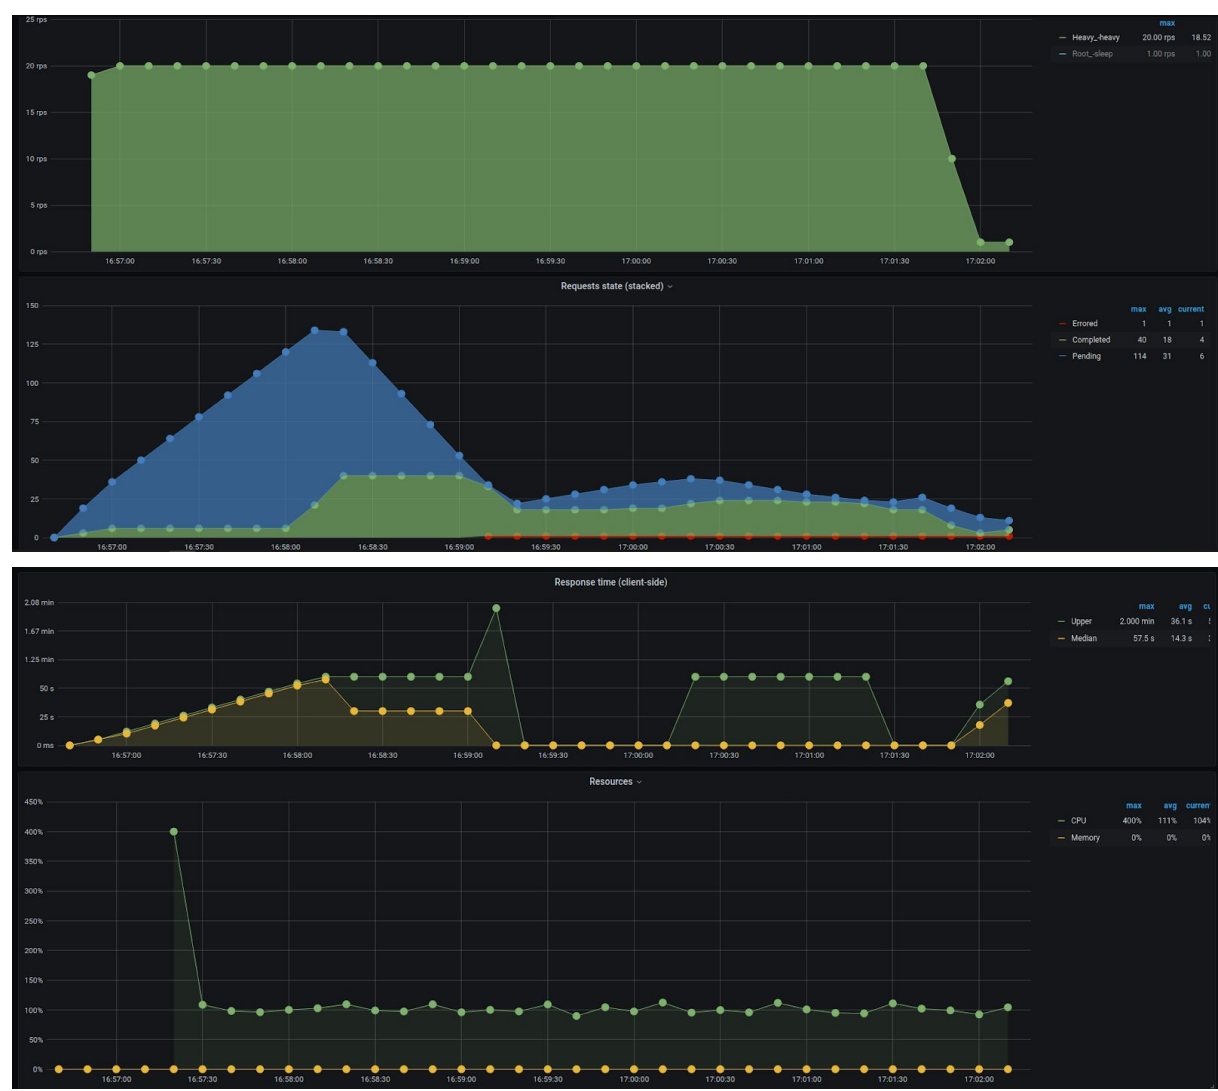 25 rps
20 rps
15 rps
10 rps
5 rps
0 rps
16:57:00 16:57:30 16:58:00 16:58:30 16:59:00 16:59:30 17:00:00 17:00:30 17:01:00 17:01:30 17:02:00
max
Heavy_-heavy 20.00 rps 18.52
Root_-sleep 1.00 rps 1.00
Requests state (stacked)
150
125
100
75
50
25
0
16:57:00 16:57:30 16:58:00 16:58:30 16:59:00 16:59:30 17:00:00 17:00:30 17:01:00 17:01:30 17:02:00
max avg current
Errored 1 1 1
Completed 40 18 4
Pending 114 31 6
Response time (client-side)
2.08 min
1.67 min
1.25 min
50 s
25 s
0 ms
16:57:00 16:57:30 16:58:00 16:58:30 16:59:00 16:59:30 17:00:00 17:00:30 17:01:00 17:01:30 17:02:00
max avg
Upper 2.000 min 36.1 s
Median 57.5 s 14.3 s
Resources
450%
400%
350%
300%
250%
200%
150%
100%
50%
0%
16:57:00 16:57:30 16:58:00 16:58:30 16:59:00 16:59:30 17:00:00 17:00:30 17:01:00 17:01:30 17:02:00
max avg current
CPU 400% 111% 104%
Memory 0% 0% 0%